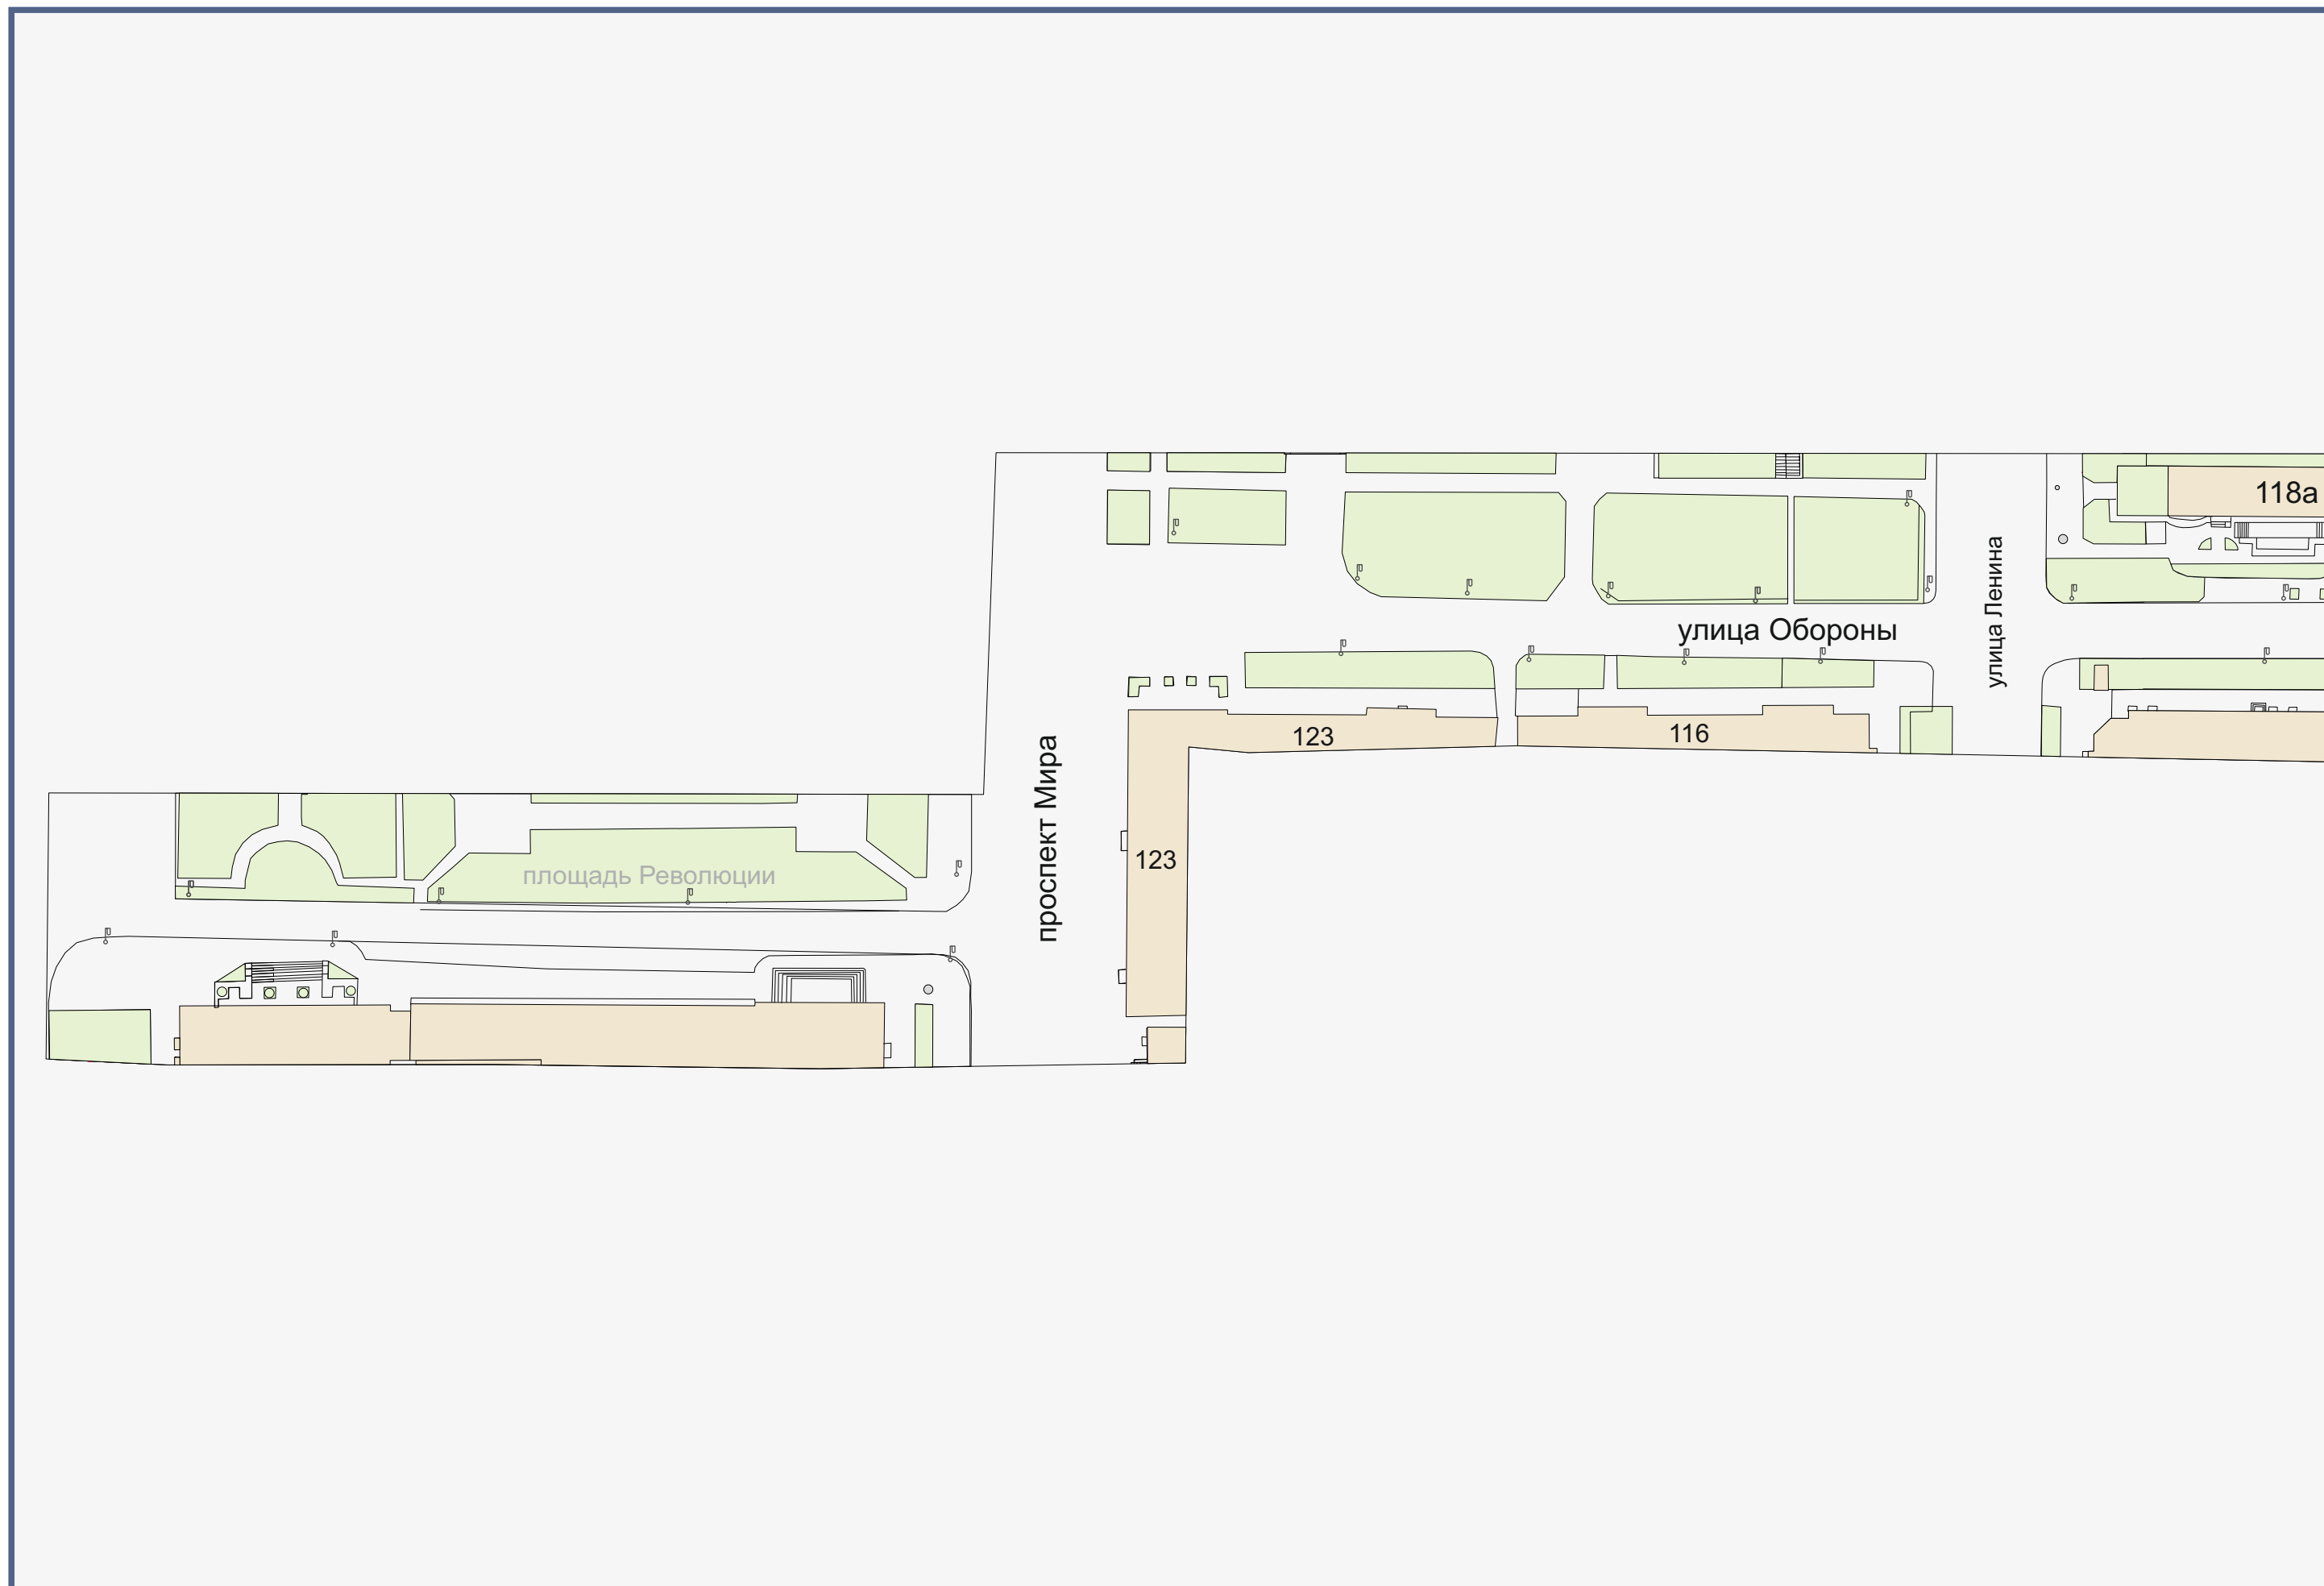 118а
улица Ленина
улица Обороны
123
116
проспект Мира
123
площадь Революции